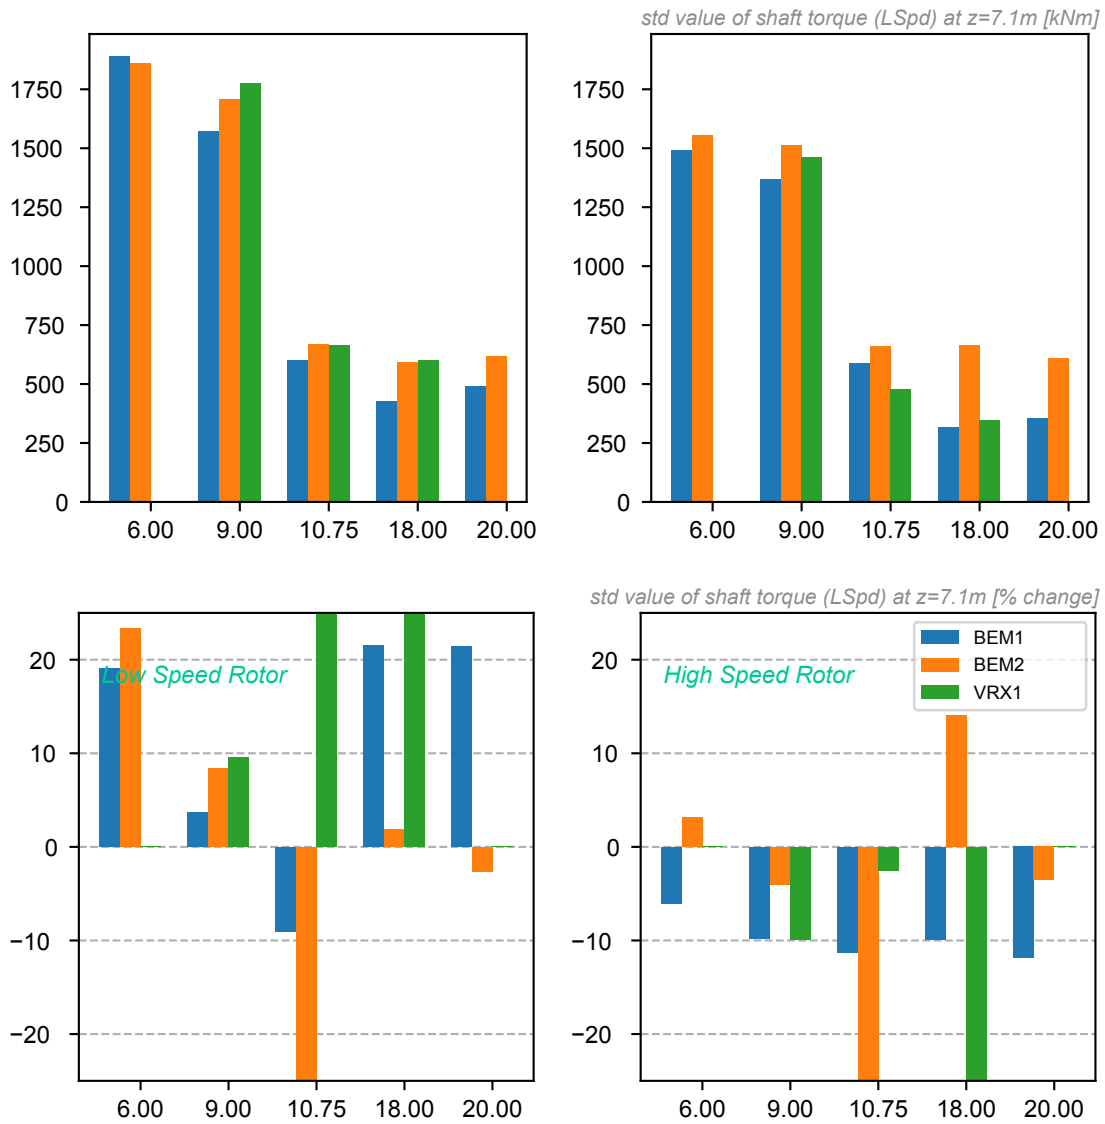 std value of shaft torque (LSpd) at z=7.1m [kNm]
1750
1500
1250
1000
750
500
250
0
6.00 9.00 10.75 18.00 20.00
1750
1500
1250
1000
750
500
250
0
6.00 9.00 10.75 18.00 20.00
std value of shaft torque (LSpd) at z=7.1m [% change]
20
10
0
−10
−20
Low Speed Rotor
6.00 9.00 10.75 18.00 20.00
20
10
0
−10
−20
High Speed Rotor
BEM1
BEM2
VRX1
6.00 9.00 10.75 18.00 20.00